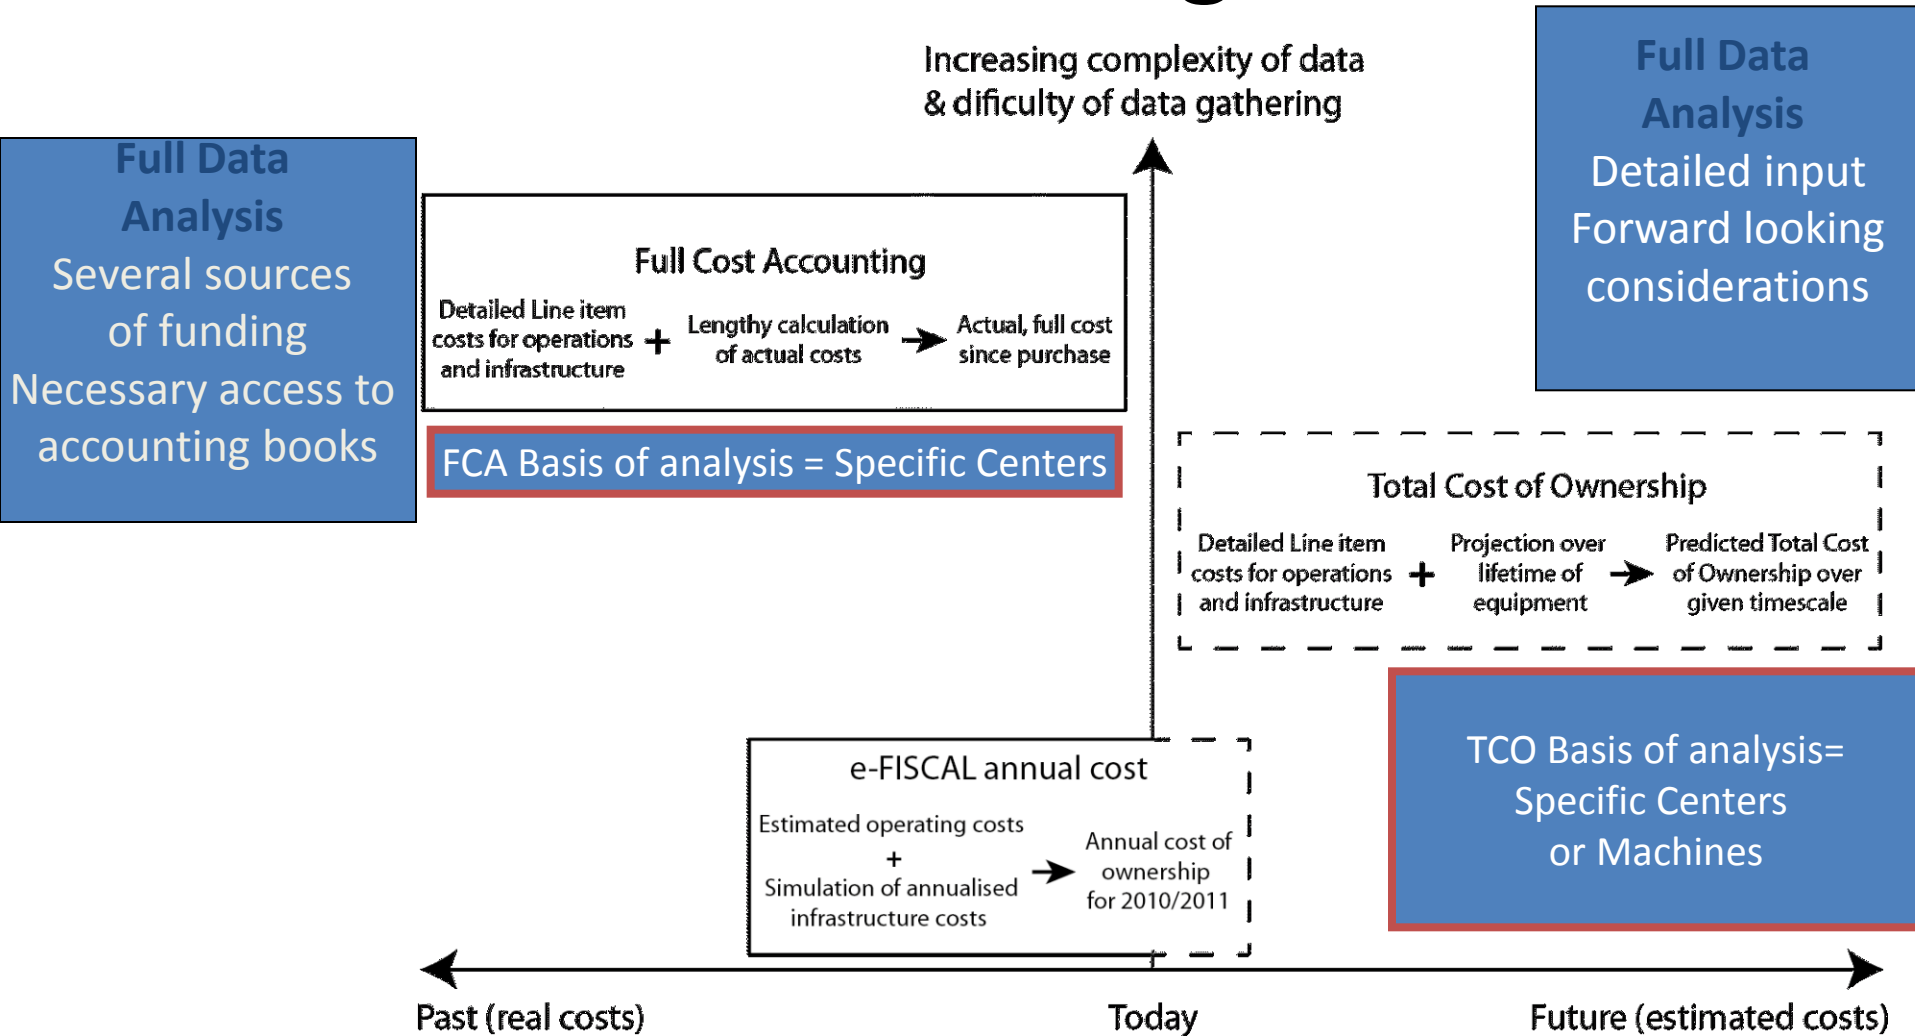 Increasing complexity of data
& dificulty of data gathering
Full Data
Analysis
Several sources
of funding
Necessary access to
accounting books
Full Data
Analysis
Detailed input
Forward looking
considerations
Full Cost Accounting
Detailed Line item
costs for operations
and infrastructure
+
Lengthy calculation
of actual costs
Actual, full cost
since purchase
FCA Basis of analysis = Specific Centers
Total Cost of Ownership
Detailed Line item
costs for operations
and infrastructure
+
Projection over
lifetime of
equipment
Predicted Total Cost
of Ownership over
given timescale
e-FISCAL annual cost
Estimated operating costs
+
Simulation of annualised
infrastructure costs
Annual cost of
ownership
for 2010/2011
TCO Basis of analysis=
Specific Centers
or Machines
Past (real costs)
Today
Future (estimated costs)